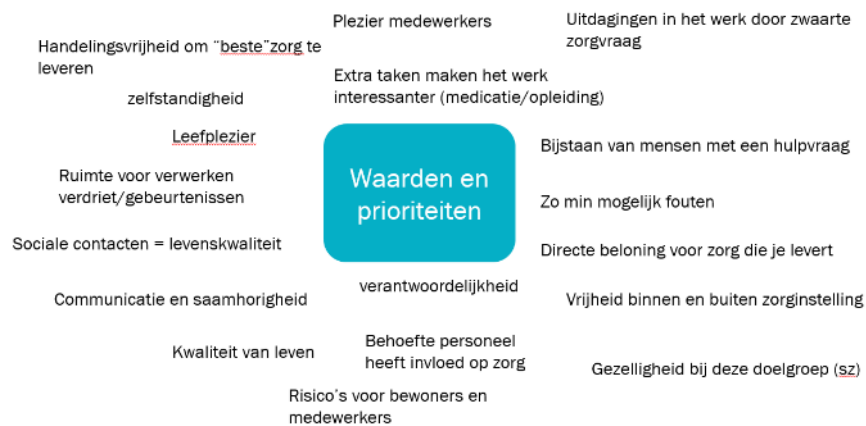 Plezier medewerkers
Uitdagingen in het werk door zwaarte
zorgvraag
Handelingsvrijheid om “beste”zorg te
leveren
Extra taken maken het werk
interessanter (medicatie/opleiding)
zelfstandigheid
Leefplezier
Bijstaan van mensen met een hulpvraag
Waarden en
prioriteiten
Ruimte voor verwerken
verdriet/gebeurtenissen
Zo min mogelijk fouten
Sociale contacten = levenskwaliteit
Directe beloning voor zorg die je levert
verantwoordelijkheid
Communicatie en saamhorigheid
Vrijheid binnen en buiten zorginstelling
Kwaliteit van leven
Behoefte personeel
heeft invloed op zorg
Gezelligheid bij deze doelgroep (sz)
Risico’s voor bewoners en
medewerkers